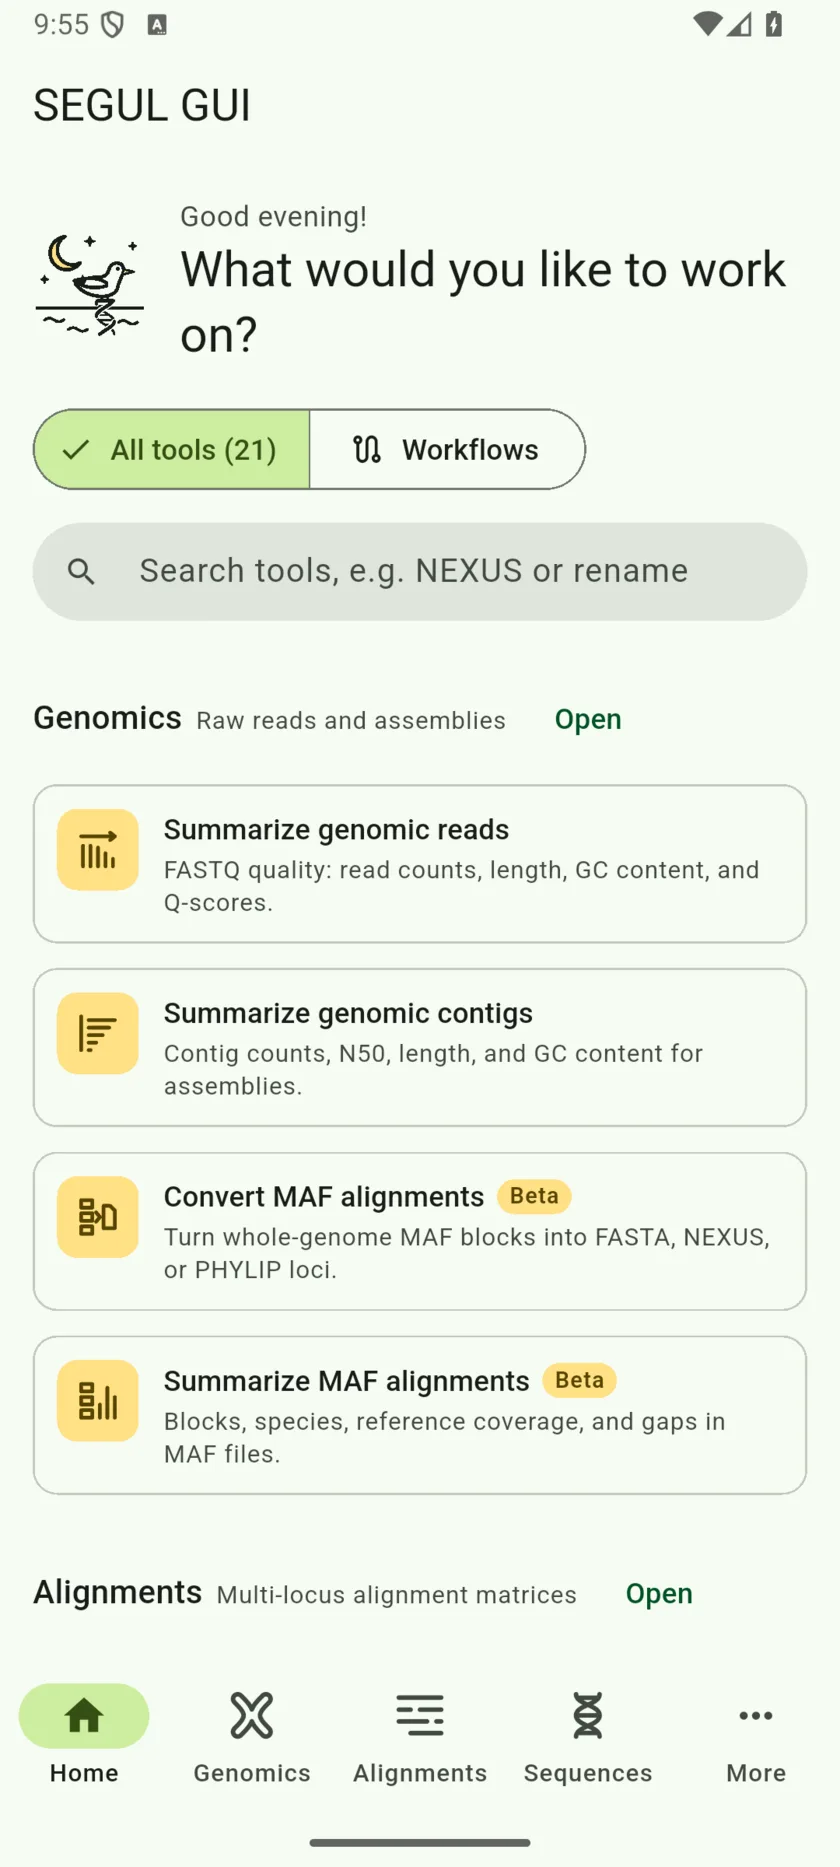 9:55
SEGUL GUI
Good evening!
What would you like to work
on?
All tools (21)
Workflows
Search tools, e.g. NEXUS or rename
Genomics Raw reads and assemblies Open
Summarize genomic reads
FASTQ quality: read counts, length, GC content, and
Q-scores.
Summarize genomic contigs
Contig counts, N50, length, and GC content for
assemblies.
Convert MAF alignments Beta
Turn whole-genome MAF blocks into FASTA, NEXUS,
or PHYLIP loci.
Summarize MAF alignments Beta
Blocks, species, reference coverage, and gaps in
MAF files.
Alignments Multi-locus alignment matrices Open
Home Genomics Alignments Sequences More